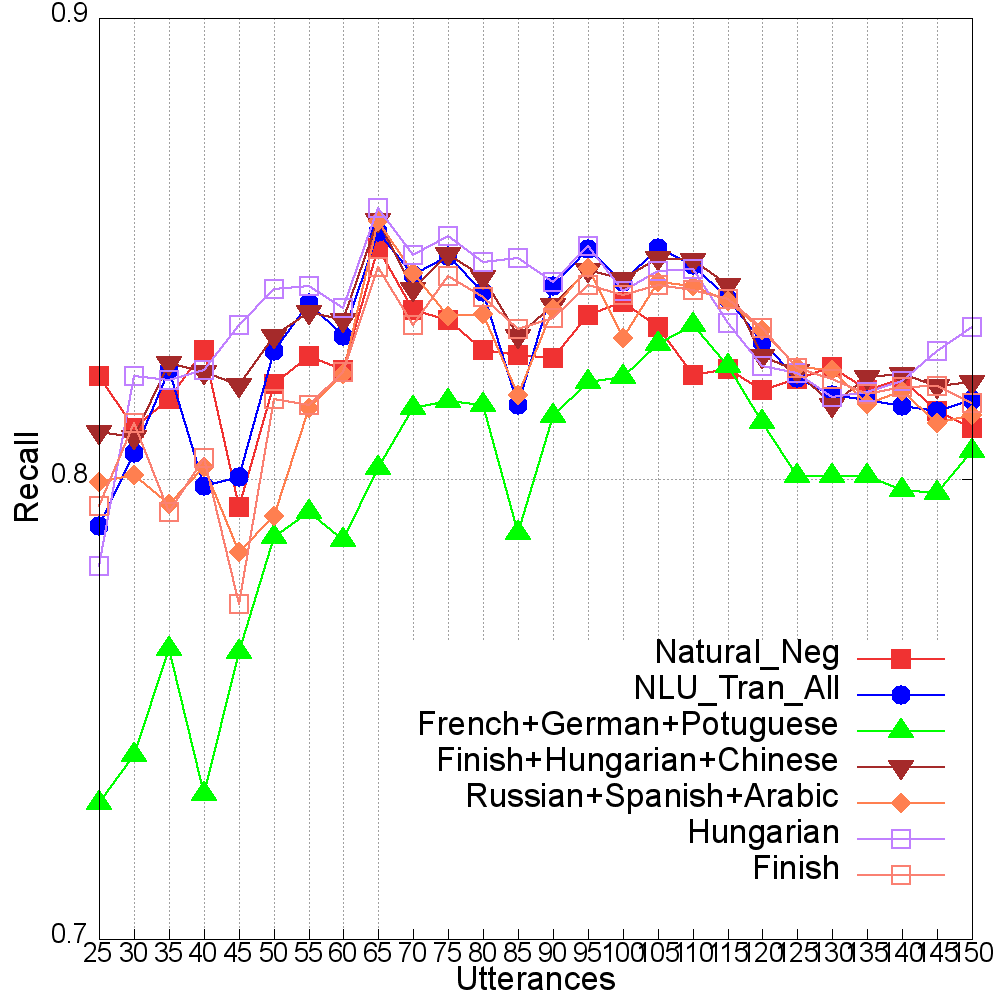 0.9
0.8
0.7
Recall
Natural_Neg
NLU_Tran_All
French+German+Potuguese
Finish+Hungarian+Chinese
Russian+Spanish+Arabic
Hungarian
Finish
25 30 35 40 45 50 55 60 65 70 75 80 85 90 95 100 105 110 115 120 125 130 135 140 145 150
Utterances